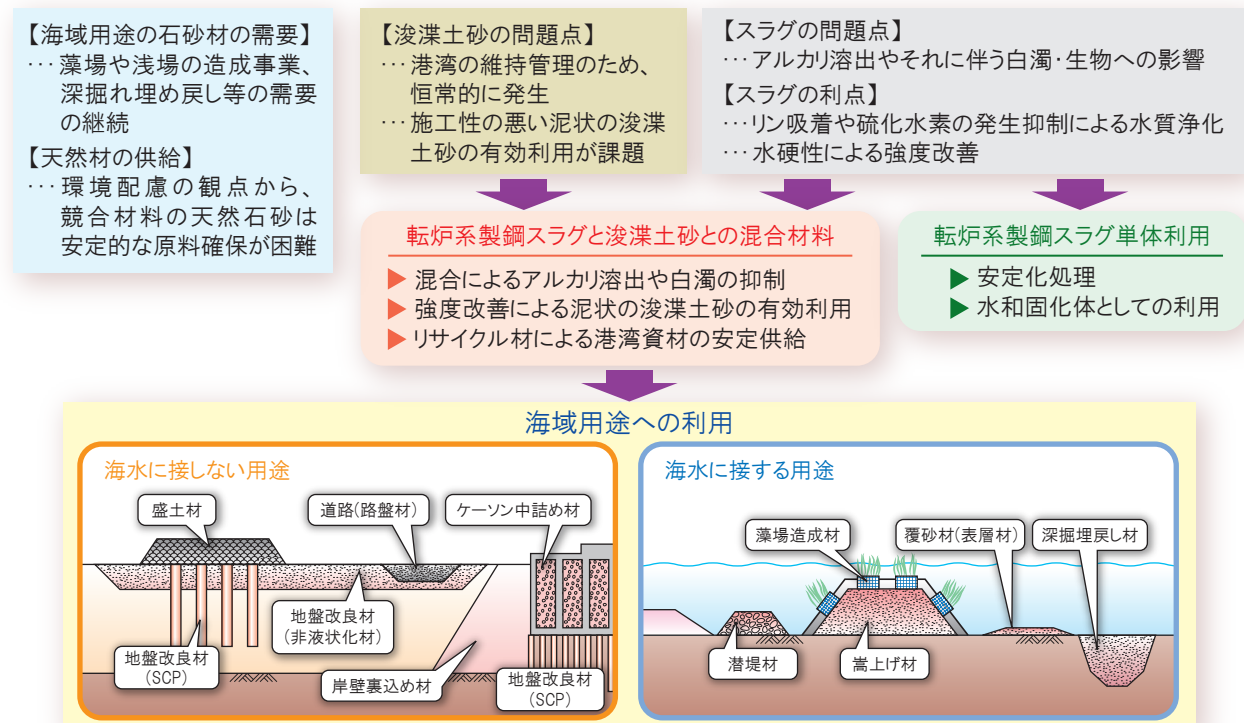 【海域用途の石砂材の需要】
…藻場や浅場の造成事業、
深掘れ埋め戻し等の需要
の継続
【天然材の供給】
…環境配慮の観点から、
競合材料の天然石砂は
安定的な原料確保が困難
【浚渫土砂の問題点】
…港湾の維持管理のため、
恒常的に発生
…施工性の悪い泥状の浚渫
土砂の有効利用が課題
【スラグの問題点】
…アルカリ溶出やそれに伴う白濁・生物への影響
【スラグの利点】
…リン吸着や硫化水素の発生抑制による水質浄化
…水硬性による強度改善
転炉系製鋼スラグと浚渫土砂との混合材料
▶ 混合によるアルカリ溶出や白濁の抑制
▶ 強度改善による泥状の浚渫土砂の有効利用
▶ リサイクル材による港湾資材の安定供給
転炉系製鋼スラグ単体利用
▶ 安定化処理
▶ 水和固化体としての利用
海域用途への利用
海水に接しない用途
盛土材
道路(路盤材)
ケーソン中詰め材
地盤改良材
(非液状化材)
地盤改良材
(SCP)
岸壁裏込め材
地盤改良材
(SCP)
海水に接する用途
藻場造成材
覆砂材(表層材)
深掘埋戻し材
潜堤材
嵩上げ材